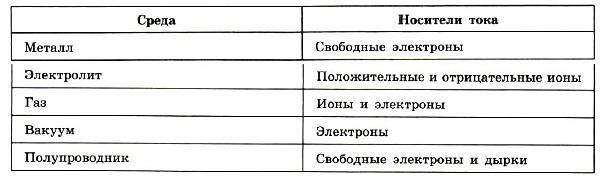 Среда Носители тока
Металл Свободные электроны
Электролит Положительные и отрицательные ионы
Газ Ионы и электроны
Вакуум Электроны
Полупроводник Свободные электроны и дырки